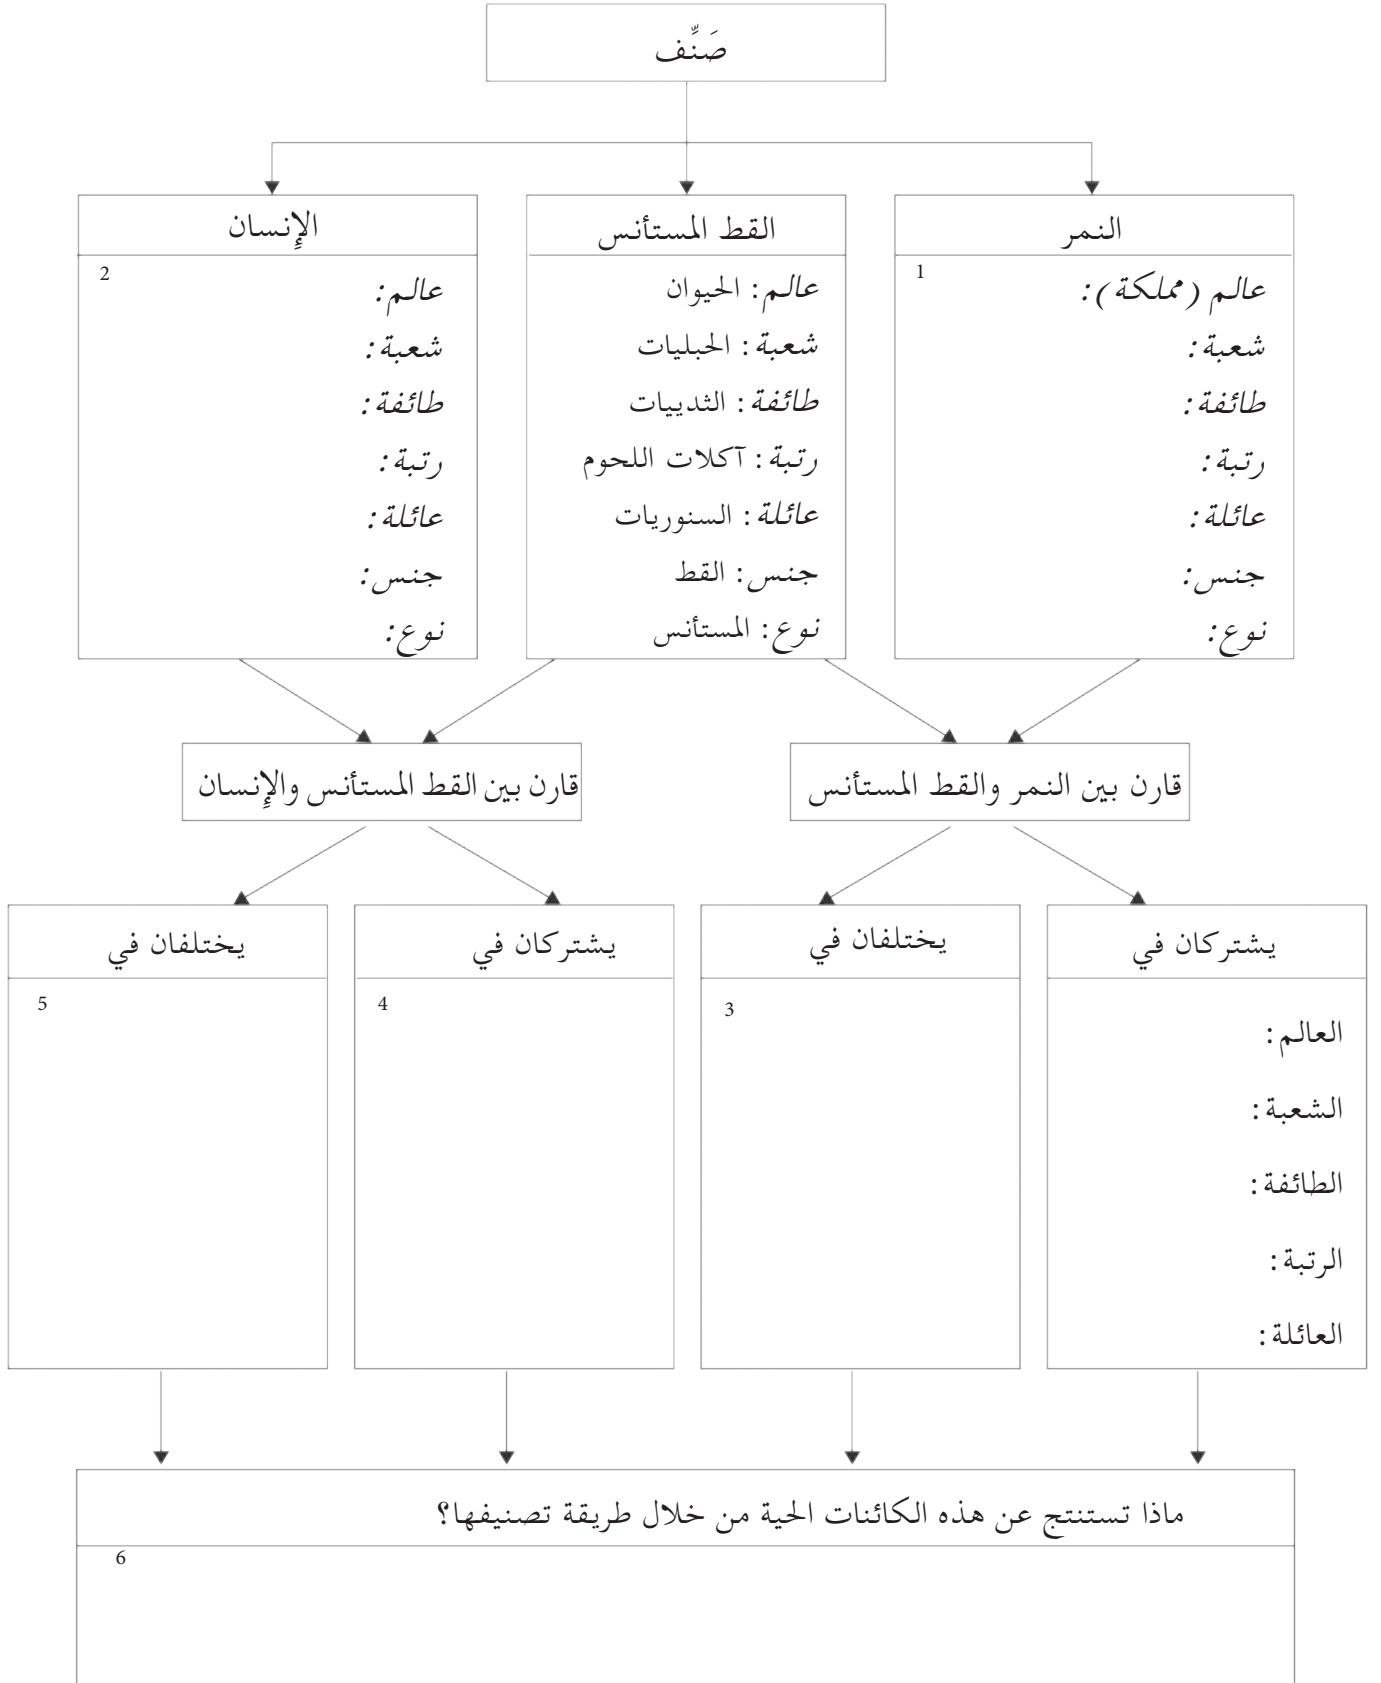 صَنِّف
النمر
1
عالم (مملكة):
شعبة:
طائفة:
رتبة:
عائلة:
جنس:
نوع:
القط المستأنس
عالم: الحيوان
شعبة: الحبليات
طائفة: الثدييات
رتبة: آكلات اللحوم
عائلة: السنوريات
جنس: القط
نوع: المستأنس
الإنسان
2
عالم:
شعبة:
طائفة:
رتبة:
عائلة:
جنس:
نوع:
قارن بين النمر والقط المستأنس
قارن بين القط المستأنس والإنسان
يشتركان في
العالم:
الشعبة:
الطائفة:
الرتبة:
العائلة:
يختلفان في
3
يشتركان في
4
يختلفان في
5
ماذا تستنتج عن هذه الكائنات الحية من خلال طريقة تصنيفها؟
6